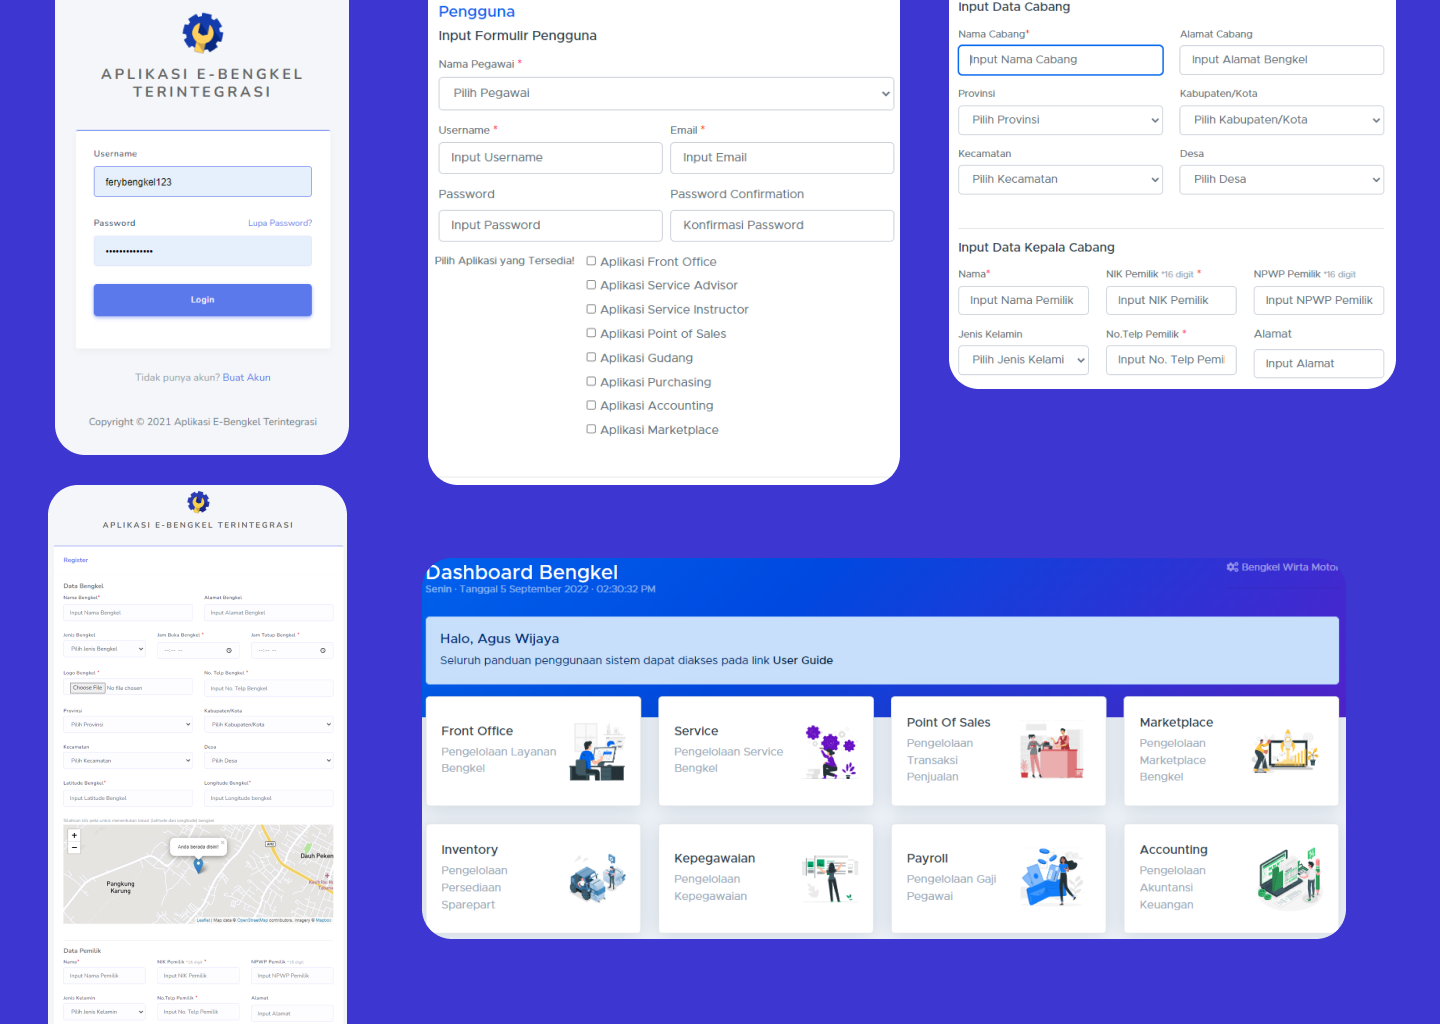 APLIKASI E-BENGKEL
TERINTEGRASI
Username
ferybengkel123
Password
Lupa Password?
Login
Tidak punya akun? Buat Akun
Copyright © 2021 Aplikasi E-Bengkel Terintegrasi
Pengguna
Input Formulir Pengguna
Nama Pegawai *
Pilih Pegawai
Username *
Email *
Input Username
Input Email
Password
Password Confirmation
Input Password
Konfirmasi Password
Pilih Aplikasi yang Tersedia!
Aplikasi Front Office
Aplikasi Service Advisor
Aplikasi Service Instructor
Aplikasi Point of Sales
Aplikasi Gudang
Aplikasi Purchasing
Aplikasi Accounting
Aplikasi Marketplace
Input Data Cabang
Nama Cabang*
Alamat Cabang
Input Nama Cabang
Input Alamat Bengkel
Provinsi
Kabupaten/Kota
Pilih Provinsi
Pilih Kabupaten/Kota
Kecamatan
Desa
Pilih Kecamatan
Pilih Desa
Input Data Kepala Cabang
Nama*
NIK Pemilik *16 digit *
NPWP Pemilik *16 digit
Input Nama Pemilik
Input NIK Pemilik
Input NPWP Pemilik
Jenis Kelamin
No.Telp Pemilik *
Alamat
Pilih Jenis Kelami
Input No. Telp Pemi
Input Alamat
APLIKASI E-BENGKEL TERINTEGRASI
Register
Data Bengkel
Nama Bengkel*
Alamat Bengkel
Input Nama Bengkel
Input Alamat Bengkel
Jenis Bengkel
Jam Buka Bengkel *
Jam Tutup Bengkel *
Pilih Jenis Bengkel
--:-- --
--:-- --
Logo Bengkel *
No. Telp Bengkel *
Choose File No file chosen
Input No. Telp Bengkel
Provinsi
Kabupaten/Kota
Pilih Provinsi
Pilih Kabupaten/Kota
Kecamatan
Desa
Pilih Kecamatan
Pilih Desa
Latitude Bengkel*
Longitude Bengkel*
Input Latitude Bengkel
Input Longitude bengkel
Silahkan klik peta untuk menentukan lokasi (latitude dan longitude) bengkel
+
−
Anda berada disini!
×
Dauh Peken
Pangkung
Karung
Leaflet | Map data © OpenStreetMap contributors, Imagery © Mapbox
Data Pemilik
Nama*
NIK Pemilik *16 digit *
NPWP Pemilik *16 digit
Input Nama Pemilik
Input NIK Pemilik
Input NPWP Pemilik
Jenis Kelamin
No.Telp Pemilik *
Alamat
Pilih Jenis Kelamin
Input No. Telp Pemilik
Input Alamat
Dashboard Bengkel
Senin · Tanggal 5 September 2022 · 02:30:32 PM
Bengkel Wirta Motor
Halo, Agus Wijaya
Seluruh panduan penggunaan sistem dapat diakses pada link User Guide
Front Office
Pengelolaan Layanan
Bengkel
Service
Pengelolaan Service
Bengkel
Point Of Sales
Pengelolaan
Transaksi
Penjualan
Marketplace
Pengelolaan
Marketplace
Bengkel
Inventory
Pengelolaan
Persediaan
Sparepart
Kepegawaian
Pengelolaan
Kepegawaian
Payroll
Pengelolaan Gaji
Pegawai
Accounting
Pengelolaan
Akuntansi
Keuangan